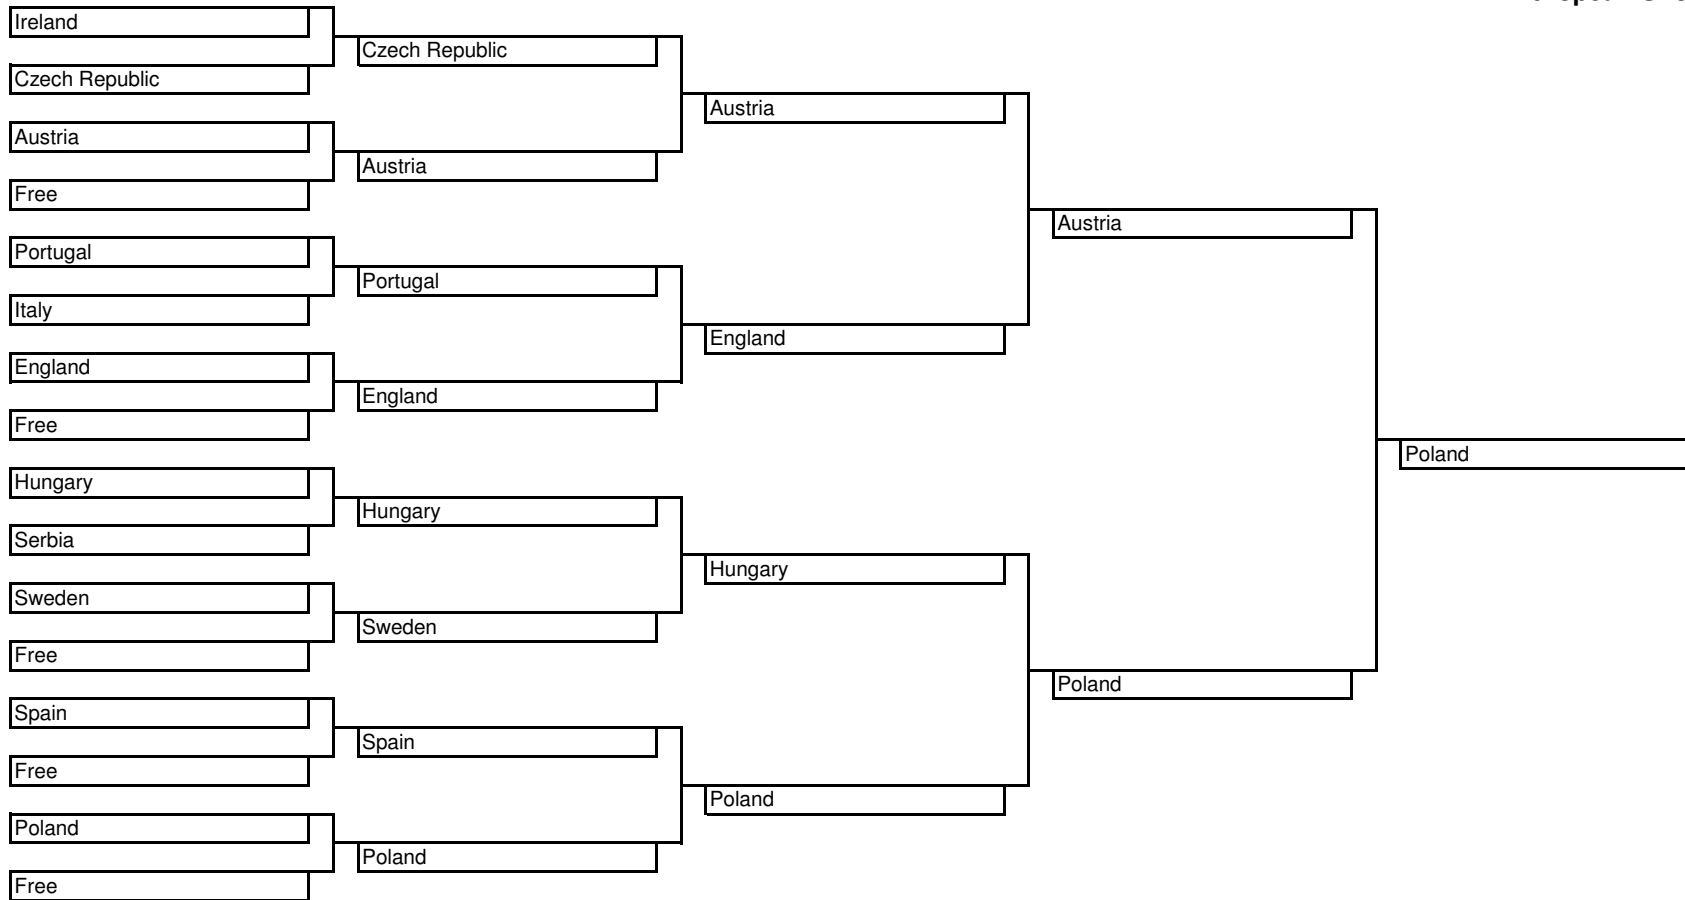 Ireland
Czech Republic
Czech Republic
Austria
Austria
Austria
Free
Austria
Portugal
Portugal
Italy
England
England
England
Free
Poland
Hungary
Hungary
Serbia
Hungary
Sweden
Sweden
Free
Poland
Spain
Spain
Free
Poland
Poland
Poland
Free